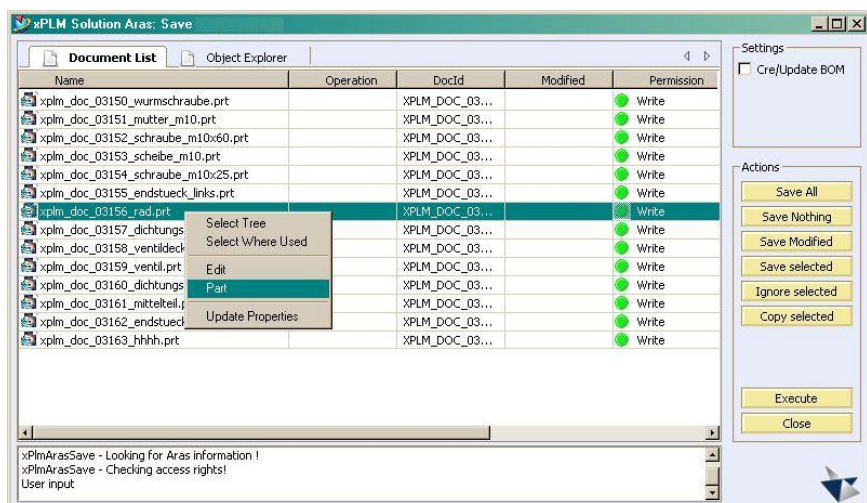 xPLM Solution Aras: Save
Document List Object Explorer
Name Operation DocId Modified Permission
xplm_doc_03150_wurmschraube.prt XPLM_DOC_03... Write
xplm_doc_03151_mutter_m10.prt XPLM_DOC_03... Write
xplm_doc_03152_schraube_m10x60.prt XPLM_DOC_03... Write
xplm_doc_03153_scheibe_m10.prt XPLM_DOC_03... Write
xplm_doc_03154_schraube_m10x25.prt XPLM_DOC_03... Write
xplm_doc_03155_endstueck_links.prt XPLM_DOC_03... Write
xplm_doc_03156_rad.prt XPLM_DOC_03... Write
xplm_doc_03157_dichtungs XPLM_DOC_03... Write
xplm_doc_03158_ventildeck XPLM_DOC_03... Write
xplm_doc_03159_ventil.prt XPLM_DOC_03... Write
xplm_doc_03160_dichtungs XPLM_DOC_03... Write
xplm_doc_03161_mittelteil.p XPLM_DOC_03... Write
xplm_doc_03162_endstueck XPLM_DOC_03... Write
xplm_doc_03163_hhhh.prt XPLM_DOC_03... Write
Select Tree
Select Where Used
Edit
Part
Update Properties
Settings
Cre/Update BOM
Actions
Save All
Save Nothing
Save Modified
Save selected
Ignore selected
Copy selected
Execute
Close
xPlmArasSave - Looking for Aras information !
xPlmArasSave - Checking access rights!
User input